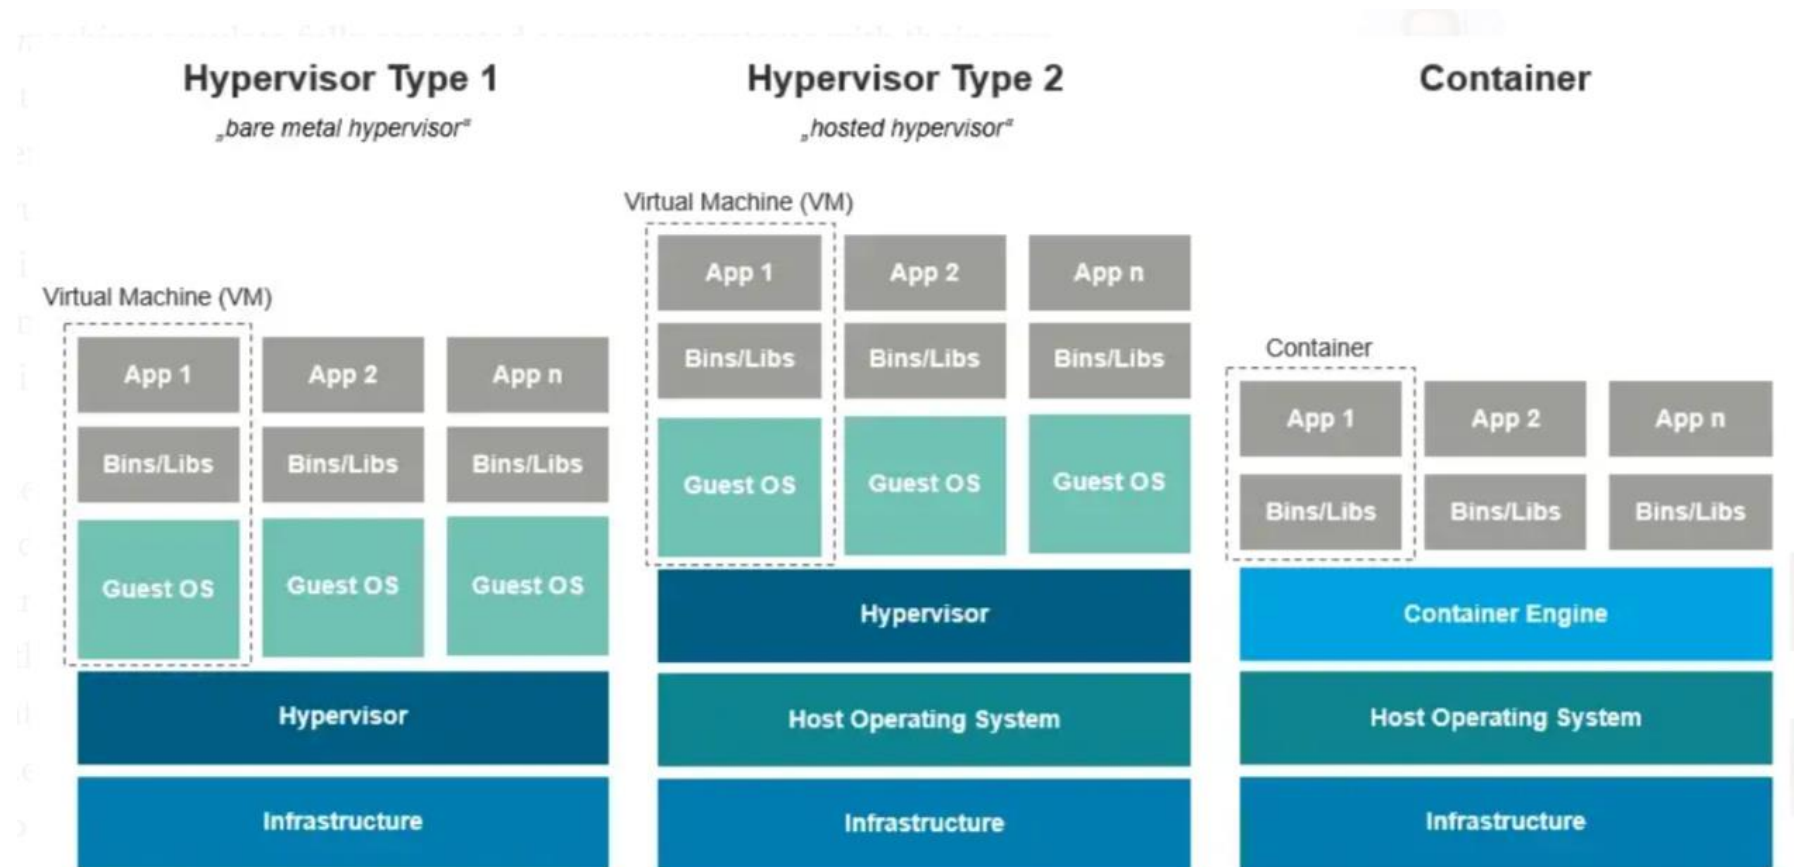 Hypervisor Type 1
„bare metal hypervisor“
Virtual Machine (VM)
App 1 App 2 App n
Bins/Libs Bins/Libs Bins/Libs
Guest OS Guest OS Guest OS
Hypervisor
Infrastructure
Hypervisor Type 2
„hosted hypervisor“
Virtual Machine (VM)
App 1 App 2 App n
Bins/Libs Bins/Libs Bins/Libs
Guest OS Guest OS Guest OS
Hypervisor
Host Operating System
Infrastructure
Container
Container
App 1 App 2 App n
Bins/Libs Bins/Libs Bins/Libs
Container Engine
Host Operating System
Infrastructure